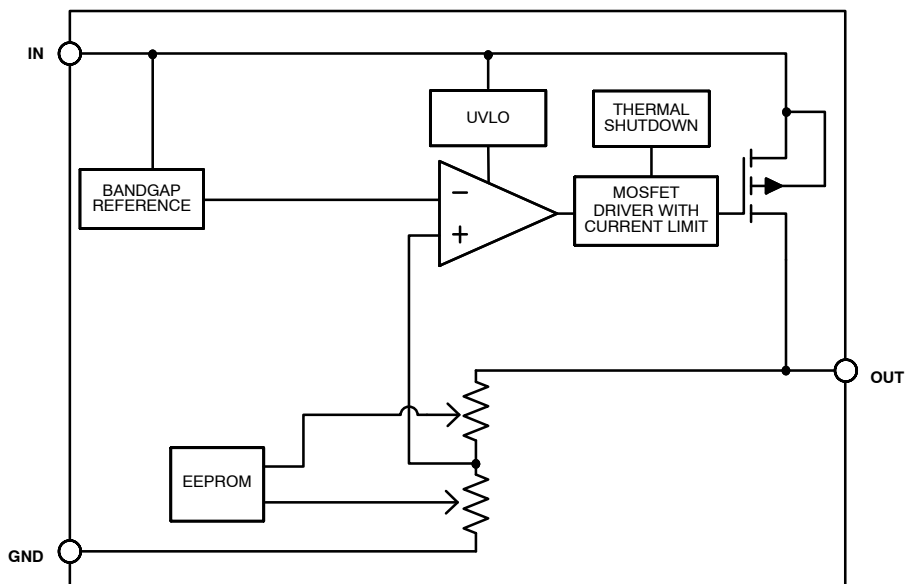 IN
UVLO
THERMAL
SHUTDOWN
BANDGAP
REFERENCE
−
+
MOSFET
DRIVER WITH
CURRENT LIMIT
OUT
EEPROM
GND